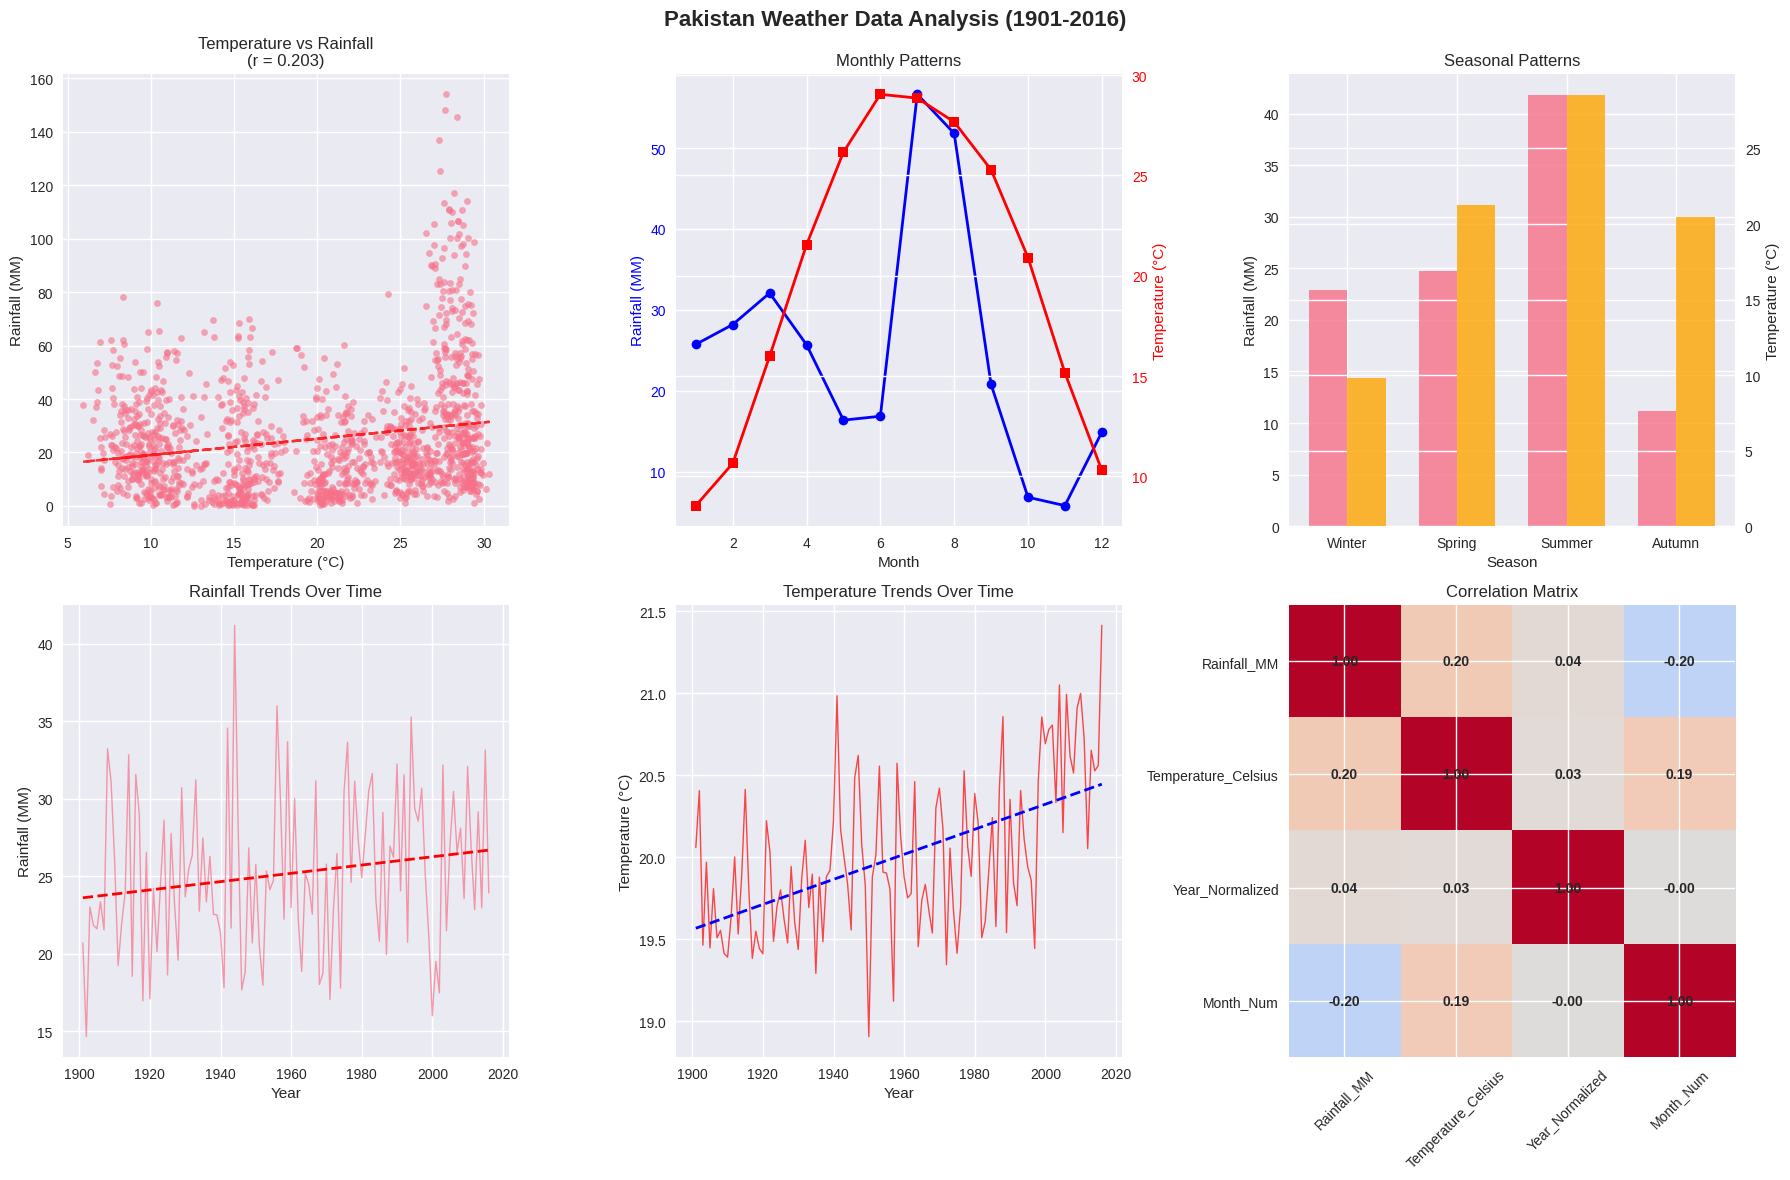 Pakistan Weather Data Analysis (1901-2016)
Temperature vs Rainfall
(r = 0.203)
160
140
120
100
80
60
40
20
0
Rainfall (MM)
5 10 15 20 25 30
Temperature (°C)
Monthly Patterns
50
40
30
20
10
Rainfall (MM)
30
25
20
15
10
Temperature (°C)
2 4 6 8 10 12
Month
Seasonal Patterns
40
35
30
25
20
15
10
5
0
Rainfall (MM)
25
20
15
10
5
0
Temperature (°C)
Winter Spring Summer Autumn
Season
Rainfall Trends Over Time
40
35
30
25
20
15
Rainfall (MM)
1900 1920 1940 1960 1980 2000 2020
Year
Temperature Trends Over Time
21.5
21.0
20.5
20.0
19.5
19.0
Temperature (°C)
1900 1920 1940 1960 1980 2000 2020
Year
Correlation Matrix
Rainfall_MM 1.00 0.20 0.04 -0.20
Temperature_Celsius 0.20 1.00 0.03 0.19
Year_Normalized 0.04 0.03 1.00 -0.00
Month_Num -0.20 0.19 -0.00 1.00
Rainfall_MM
Temperature_Celsius
Year_Normalized
Month_Num